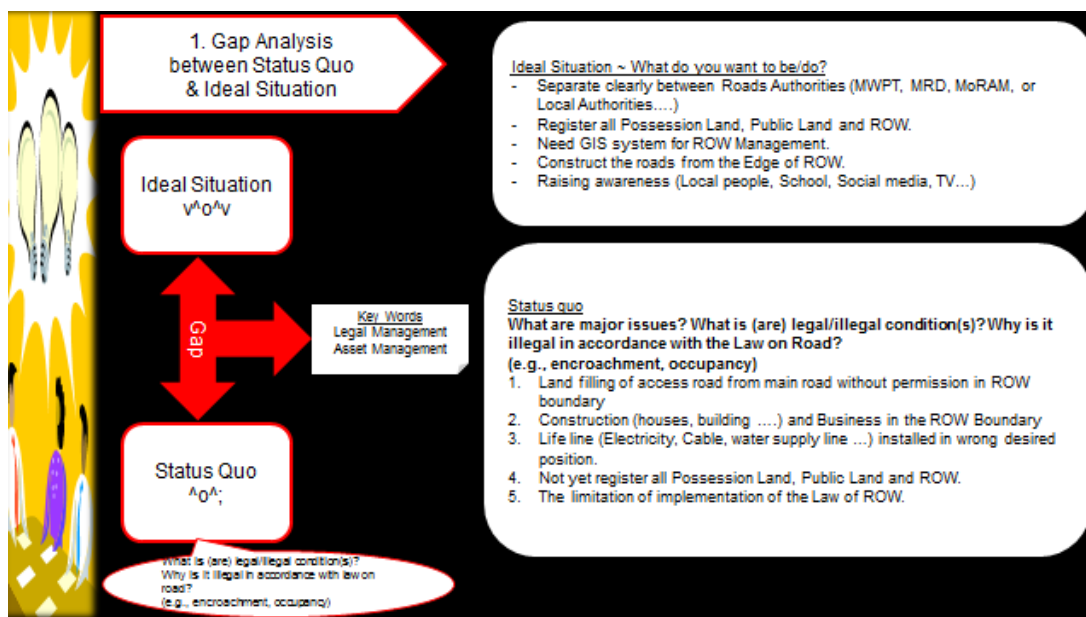 1. Gap Analysis
between Status Quo
& Ideal Situation
Ideal Situation
v^o^v
Gap
Key Words
Legal Management
Asset Management
Status Quo
^o^;
What is (are) legal/illegal condition(s)?
Why is it illegal in accordance with law on
road?
(e.g., encroachment, occupancy)
Ideal Situation ~ What do you want to be/do?
- Separate clearly between Roads Authorities (MWPT, MRD, MoRAM, or
Local Authorities....)
- Register all Possession Land, Public Land and ROW.
- Need GIS system for ROW Management.
- Construct the roads from the Edge of ROW.
- Raising awareness (Local people, School, Social media, TV...)
Status quo
What are major issues? What is (are) legal/illegal condition(s)? Why is it
illegal in accordance with the Law on Road?
(e.g., encroachment, occupancy)
1. Land filling of access road from main road without permission in ROW
boundary
2. Construction (houses, building ....) and Business in the ROW Boundary
3. Life line (Electricity, Cable, water supply line ...) installed in wrong desired
position.
4. Not yet register all Possession Land, Public Land and ROW.
5. The limitation of implementation of the Law of ROW.